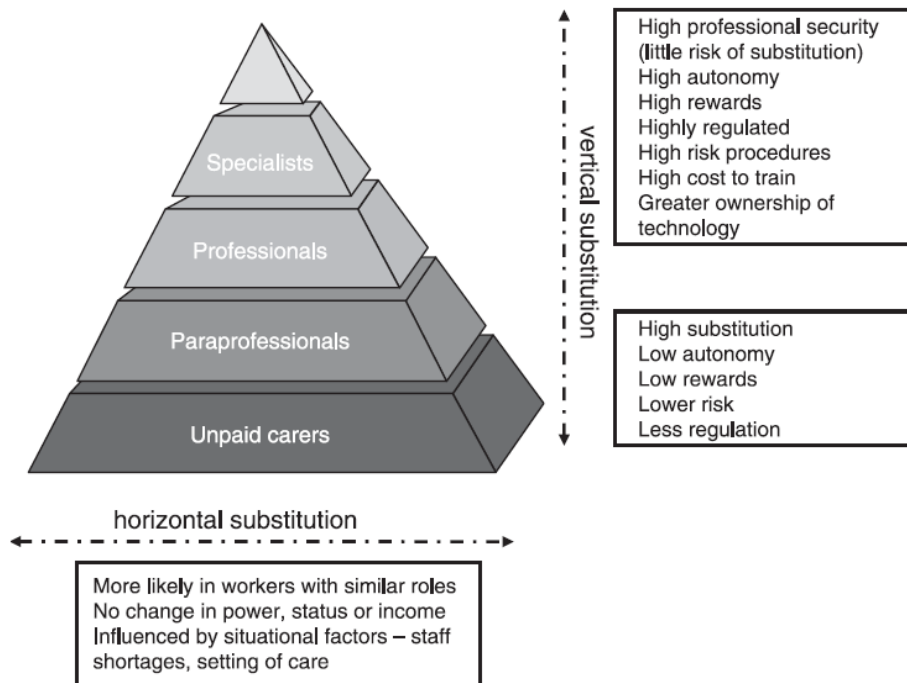 Specialists
Professionals
Paraprofessionals
Unpaid carers
vertical substitution
High professional security
(little risk of substitution)
High autonomy
High rewards
Highly regulated
High risk procedures
High cost to train
Greater ownership of
technology
High substitution
Low autonomy
Low rewards
Lower risk
Less regulation
horizontal substitution
More likely in workers with similar roles
No change in power, status or income
Influenced by situational factors – staff
shortages, setting of care